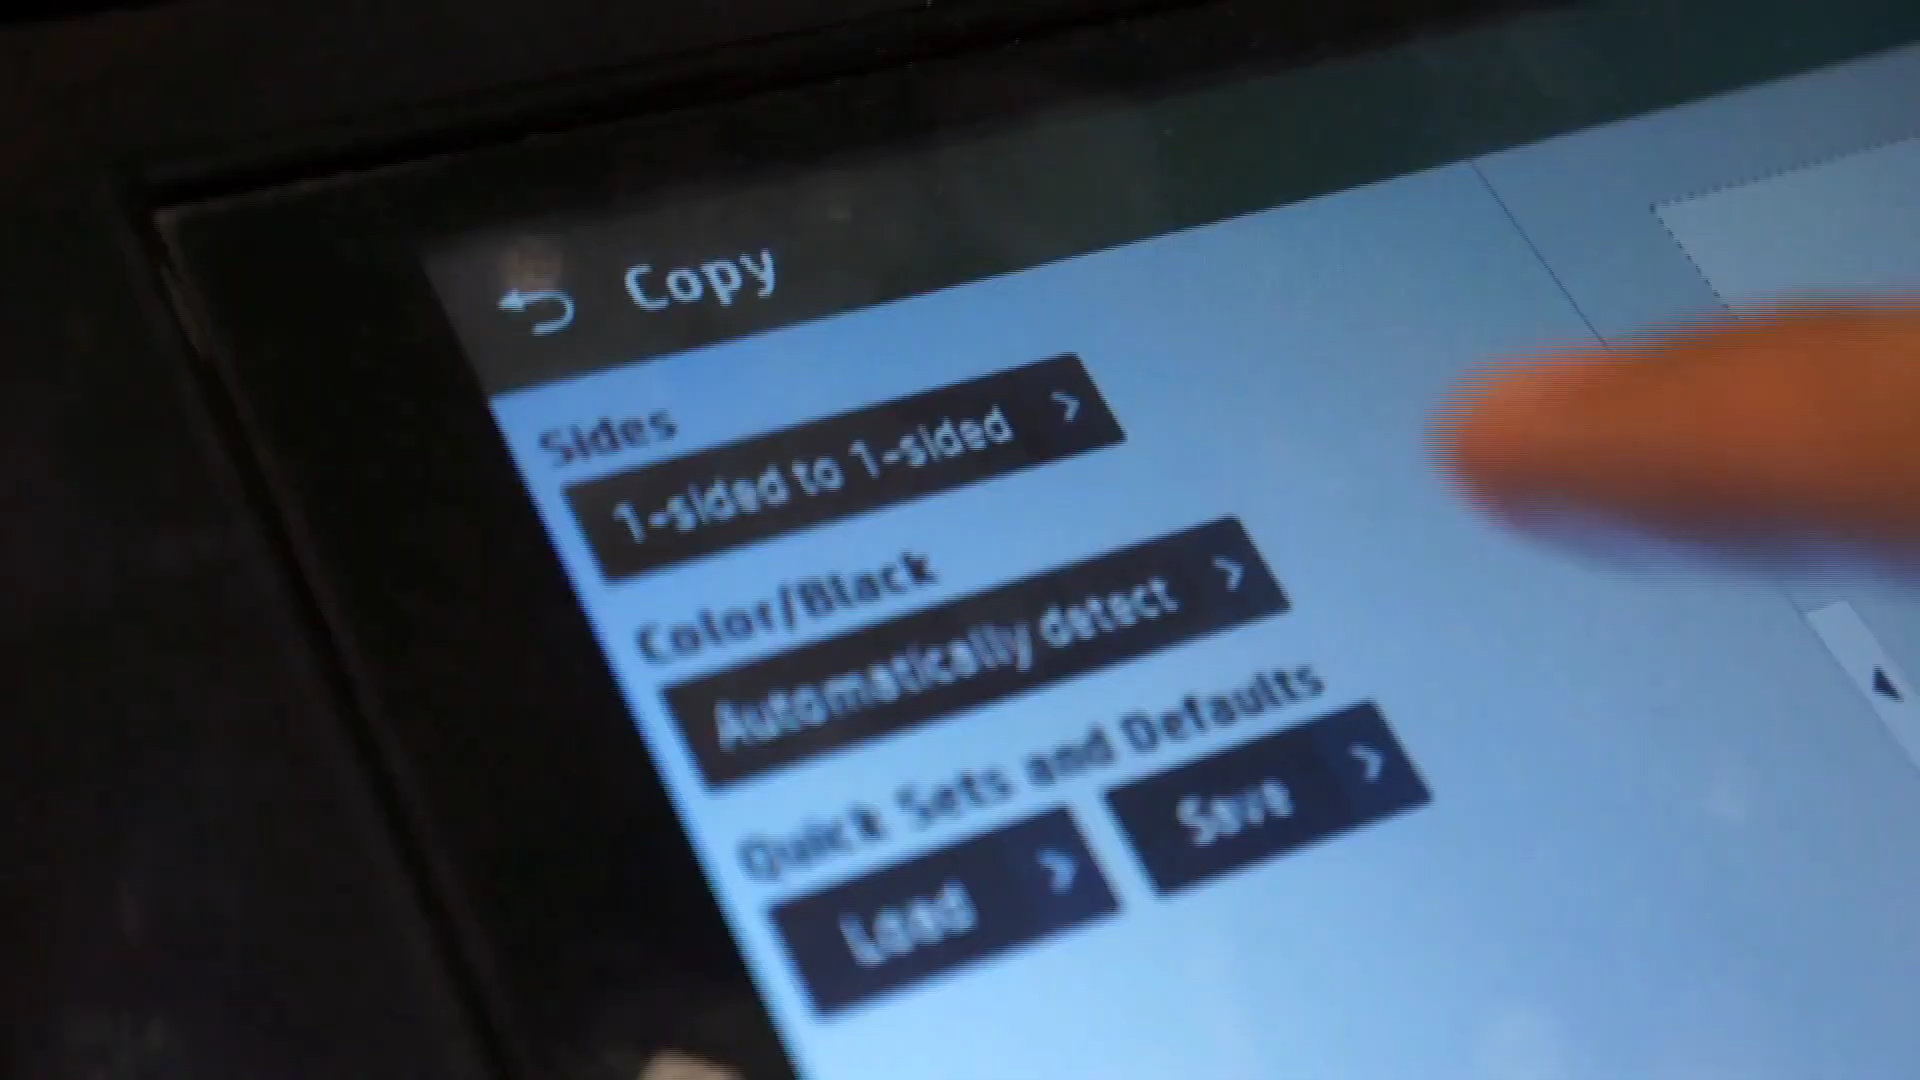 Copy
Sides
1-sided to 1-sided
Color/Black
Automatically detect
Quick Sets and Defaults
Load
Save